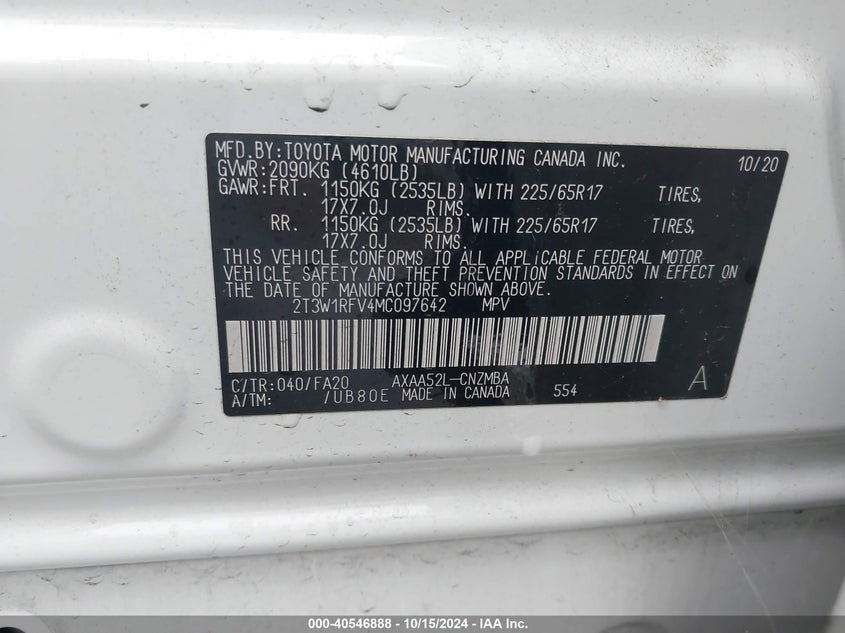 MFD.BY:TOYOTA MOTOR MANUFACTURING CANADA INC. 10/20
GVWR:2090KG (4610LB)
GAWR:FRT. 1150KG (2535LB) WITH 225/65R17 TIRES,
17X7.0J RIMS.
RR. 1150KG (2535LB) WITH 225/65R17 TIRES,
17X7.0J RIMS.
THIS VEHICLE CONFORMS TO ALL APPLiCABLE FEDERAL MOTOR
VEHICLE SAFETY AND THEFT PREVENTION STANDARDS IN EFFECT ON
THE DATE OF MANUFACTURE SHOWN ABOVE.
2T3W1RFV4MC097642 MPV
C/TR:040/FA20 AXAA52L-CNZMBA A
A/TM: /UB80E MADE IN CANADA 554
000-40546888 - 10/15/2024 - IAA Inc.